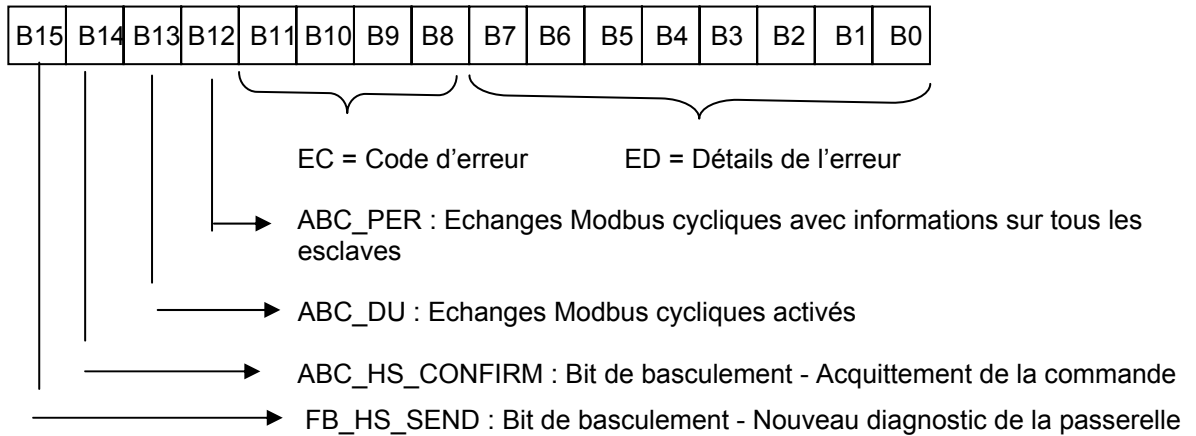 B15 B14 B13 B12 B11 B10 B9 B8 B7 B6 B5 B4 B3 B2 B1 B0
EC = Code d’erreur ED = Détails de l’erreur
ABC_PER : Echanges Modbus cycliques avec informations sur tous les
esclaves
ABC_DU : Echanges Modbus cycliques activés
ABC_HS_CONFIRM : Bit de basculement - Acquittement de la commande
FB_HS_SEND : Bit de basculement - Nouveau diagnostic de la passerelle